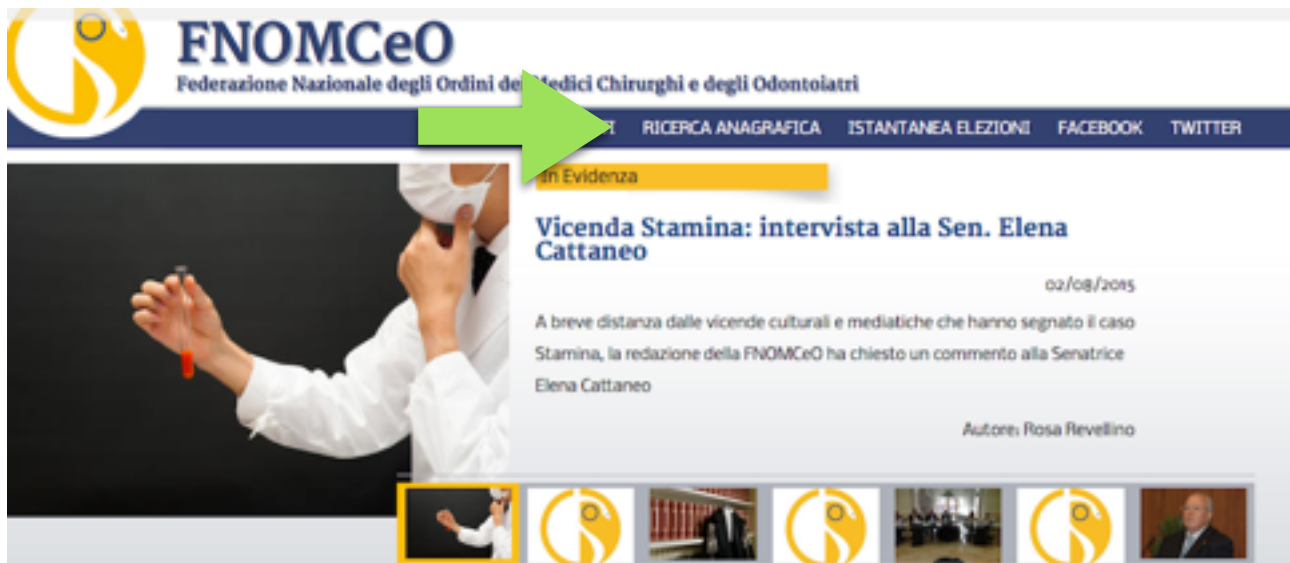 FNOMCeO
Federazione Nazionale degli Ordini dei Medici Chirurghi e degli Odontoiatri
RICERCA ANAGRAFICA ISTANTANEA ELEZIONI FACEBOOK TWITTER
In Evidenza
Vicenda Stamina: intervista alla Sen. Elena
Cattaneo
02/08/2015
A breve distanza dalle vicende culturali e mediatiche che hanno segnato il caso
Stamina, la redazione della FNOMCeO ha chiesto un commento alla Senatrice
Elena Cattaneo
Autore: Rosa Revellino